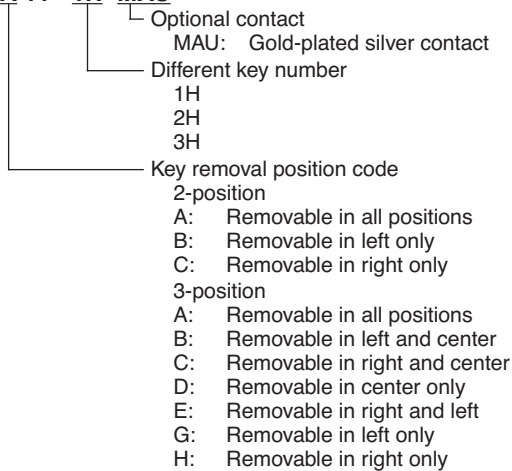 Optional contact
MAU: Gold-plated silver contact
Different key number
1H
2H
3H
Key removal position code
2-position
A: Removable in all positions
B: Removable in left only
C: Removable in right only
3-position
A: Removable in all positions
B: Removable in left and center
C: Removable in right and center
D: Removable in center only
E: Removable in right and left
G: Removable in left only
H: Removable in right only